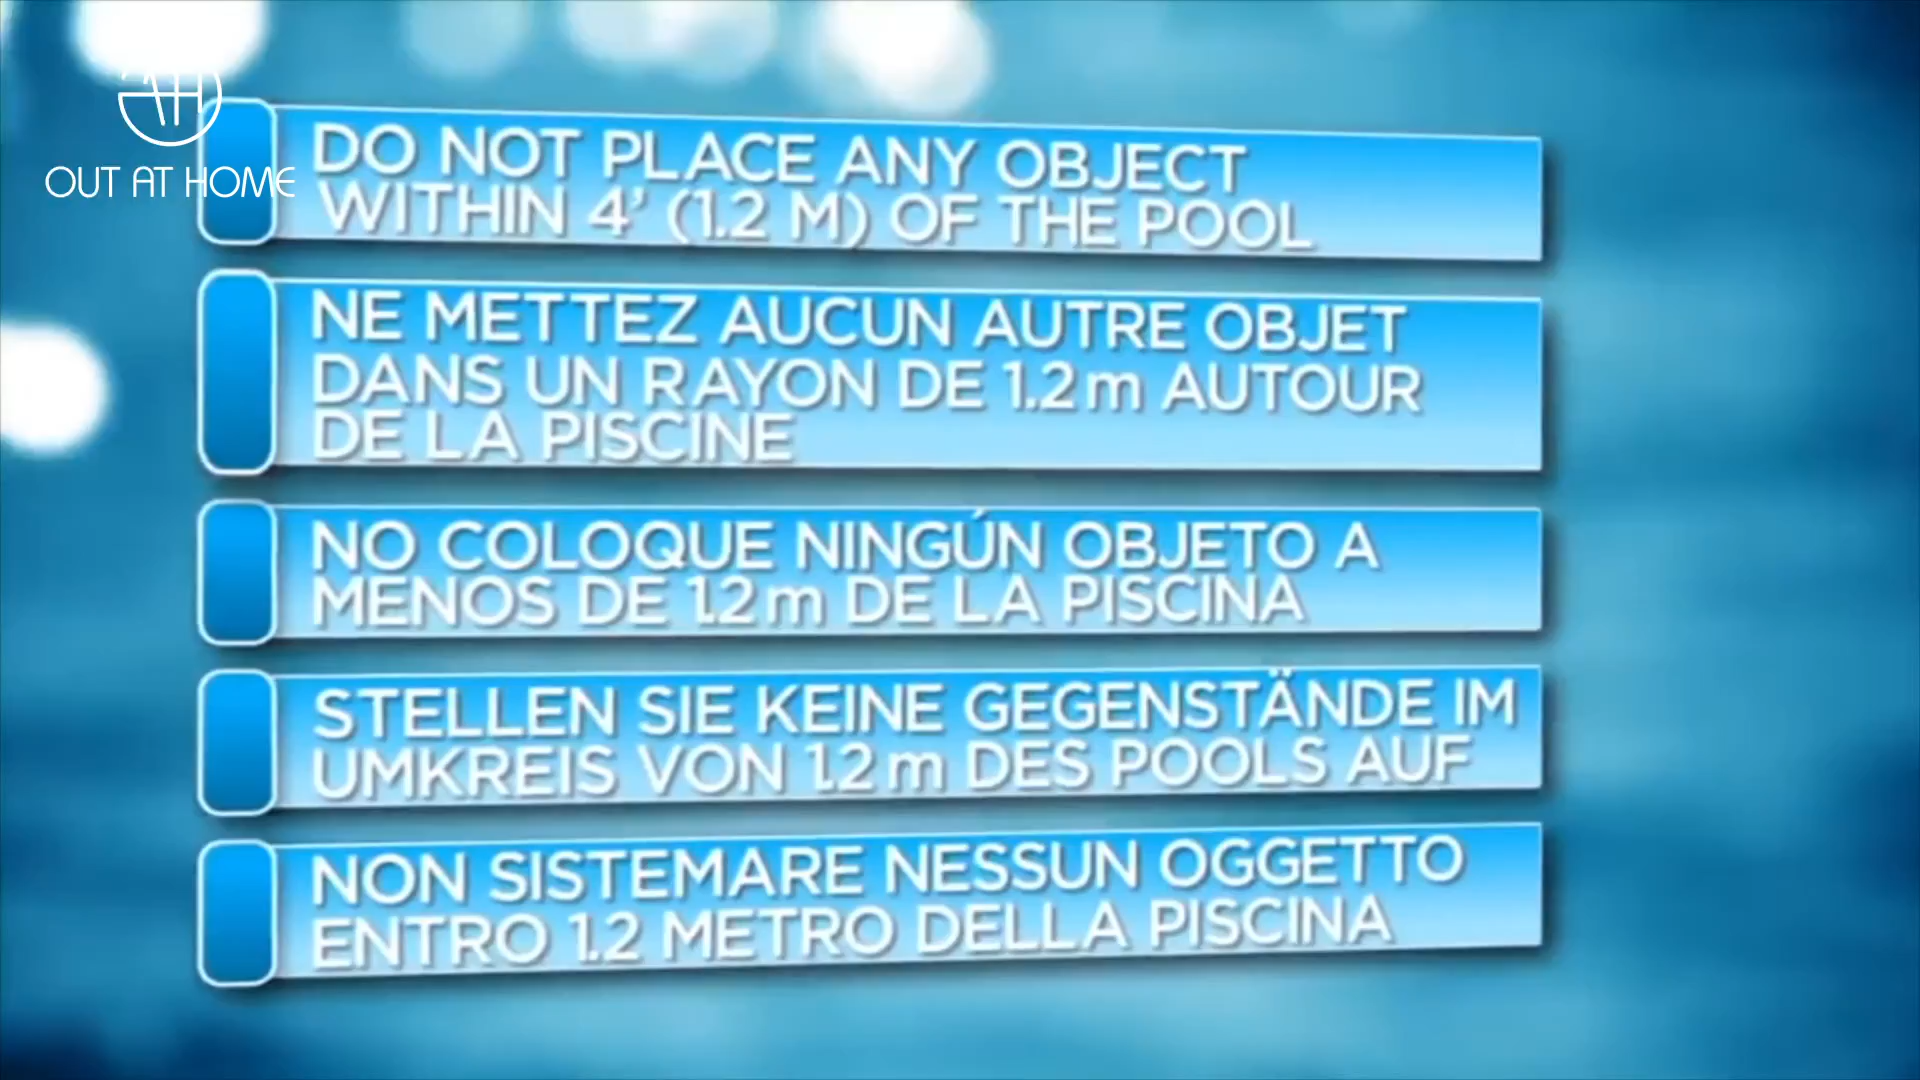 OUT AT HOME
DO NOT PLACE ANY OBJECT
WITHIN 4' (1.2 M) OF THE POOL
NE METTEZ AUCUN AUTRE OBJET
DANS UN RAYON DE 1.2m AUTOUR
DE LA PISCINE
NO COLOQUE NINGÚN OBJETO A
MENOS DE 1.2m DE LA PISCINA
STELLEN SIE KEINE GEGENSTÄNDE IM
UMKREIS VON 1.2m DES POOLS AUF
NON SISTEMARE NESSUN OGGETTO
ENTRO 1.2 METRO DELLA PISCINA